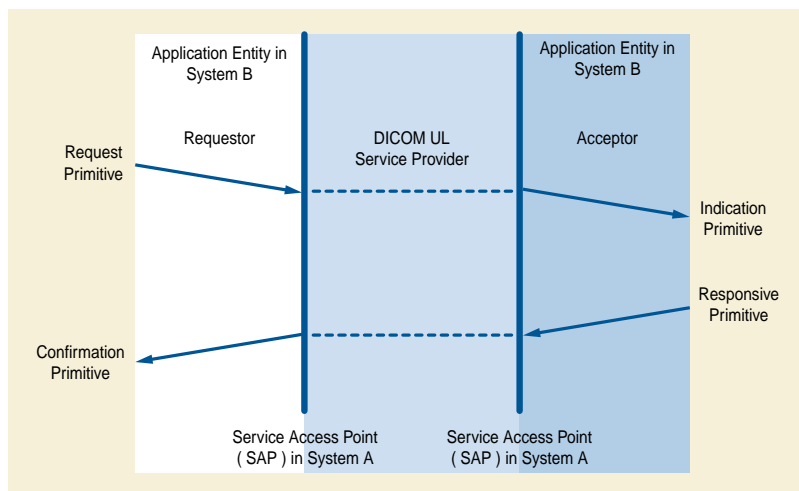 Application Entity in
System B
Application Entity in
System B
Requestor
DICOM UL
Service Provider
Acceptor
Request
Primitive
Indication
Primitive
Responsive
Primitive
Confirmation
Primitive
Service Access Point
( SAP ) in System A
Service Access Point
( SAP ) in System A